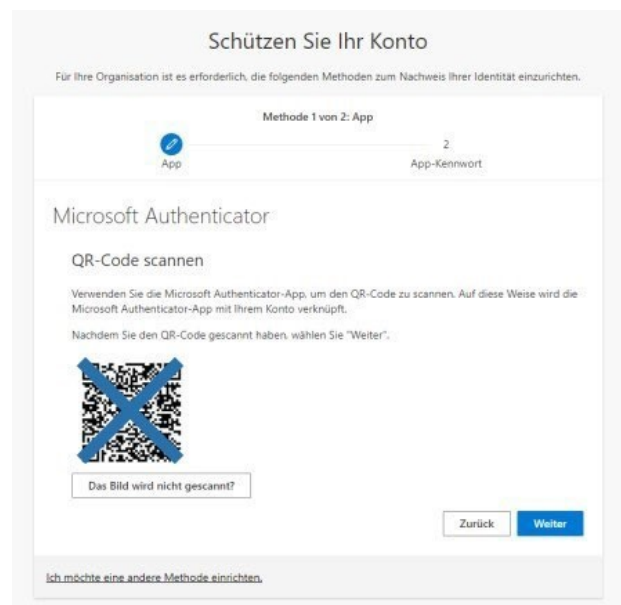 Schützen Sie Ihr Konto
Für Ihre Organisation ist es erforderlich, die folgenden Methoden zum Nachweis Ihrer Identität einzurichten.
Methode 1 von 2: App
2
App
App-Kennwort
Microsoft Authenticator
QR-Code scannen
Verwenden Sie die Microsoft Authenticator-App, um den QR-Code zu scannen. Auf diese Weise wird die
Microsoft Authenticator-App mit Ihrem Konto verknüpft.
Nachdem Sie den QR-Code gescannt haben, wählen Sie "Weiter".
Das Bild wird nicht gescannt?
Zurück
Weiter
Ich möchte eine andere Methode einrichten.